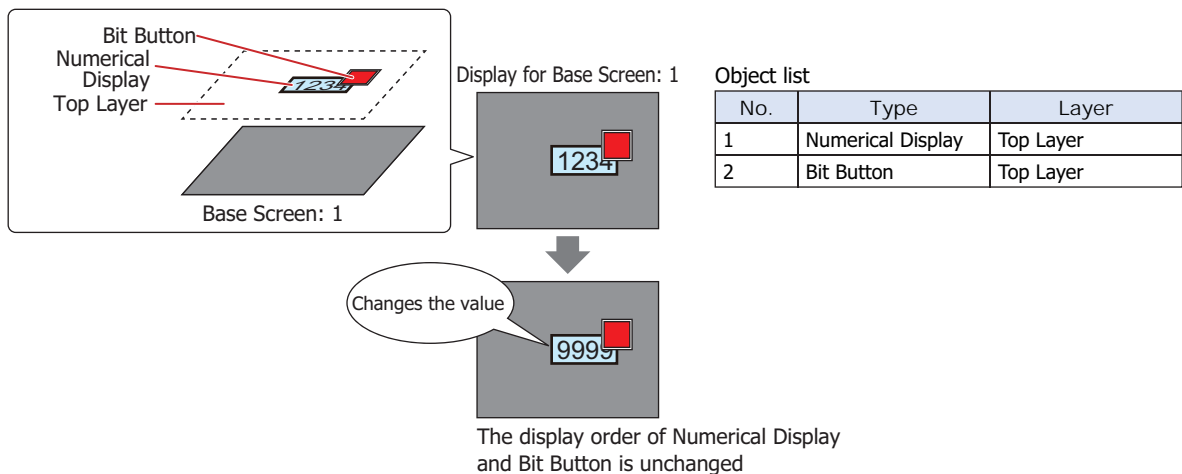 Bit Button
Numerical
Display
Top Layer
1234
Base Screen: 1
Display for Base Screen: 1
1234
Changes the value
9999
The display order of Numerical Display
and Bit Button is unchanged
Object list
No. Type Layer
1 Numerical Display Top Layer
2 Bit Button Top Layer